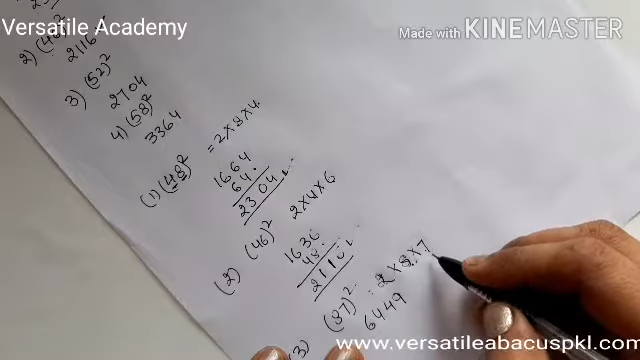 Versatile Academy
Made with KINEMASTER
2) (46)²
2116
3) (52)²
2704
4) (58)²
3364
(1) (48)² = 2×8×4
1664
64.
2304
(2) (46)² 2×4×6
1636
48.
2116
(3) (87)² = 2×8×7
6449
www.versatileabacuspkl.com